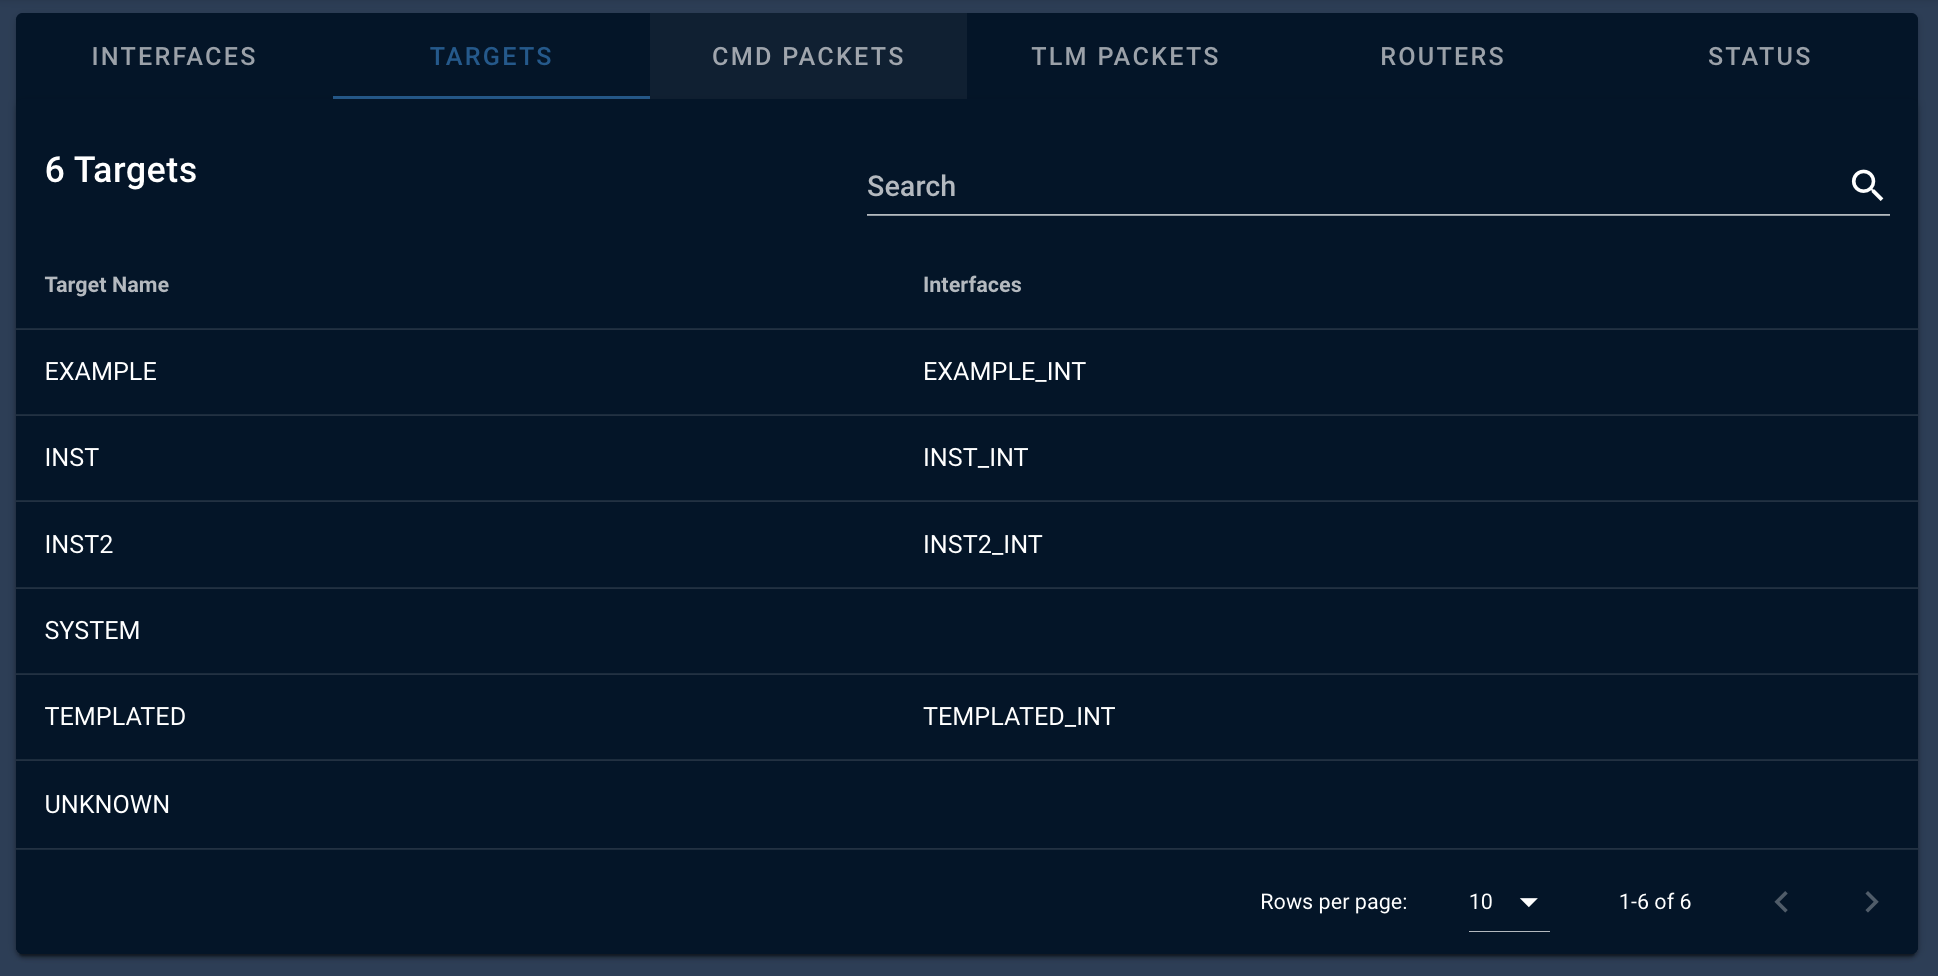 INTERFACES TARGETS CMD PACKETS TLM PACKETS ROUTERS STATUS
6 Targets
Search
Target Name Interfaces
EXAMPLE EXAMPLE_INT
INST INST_INT
INST2 INST2_INT
SYSTEM
TEMPLATED TEMPLATED_INT
UNKNOWN
Rows per page: 10 1-6 of 6